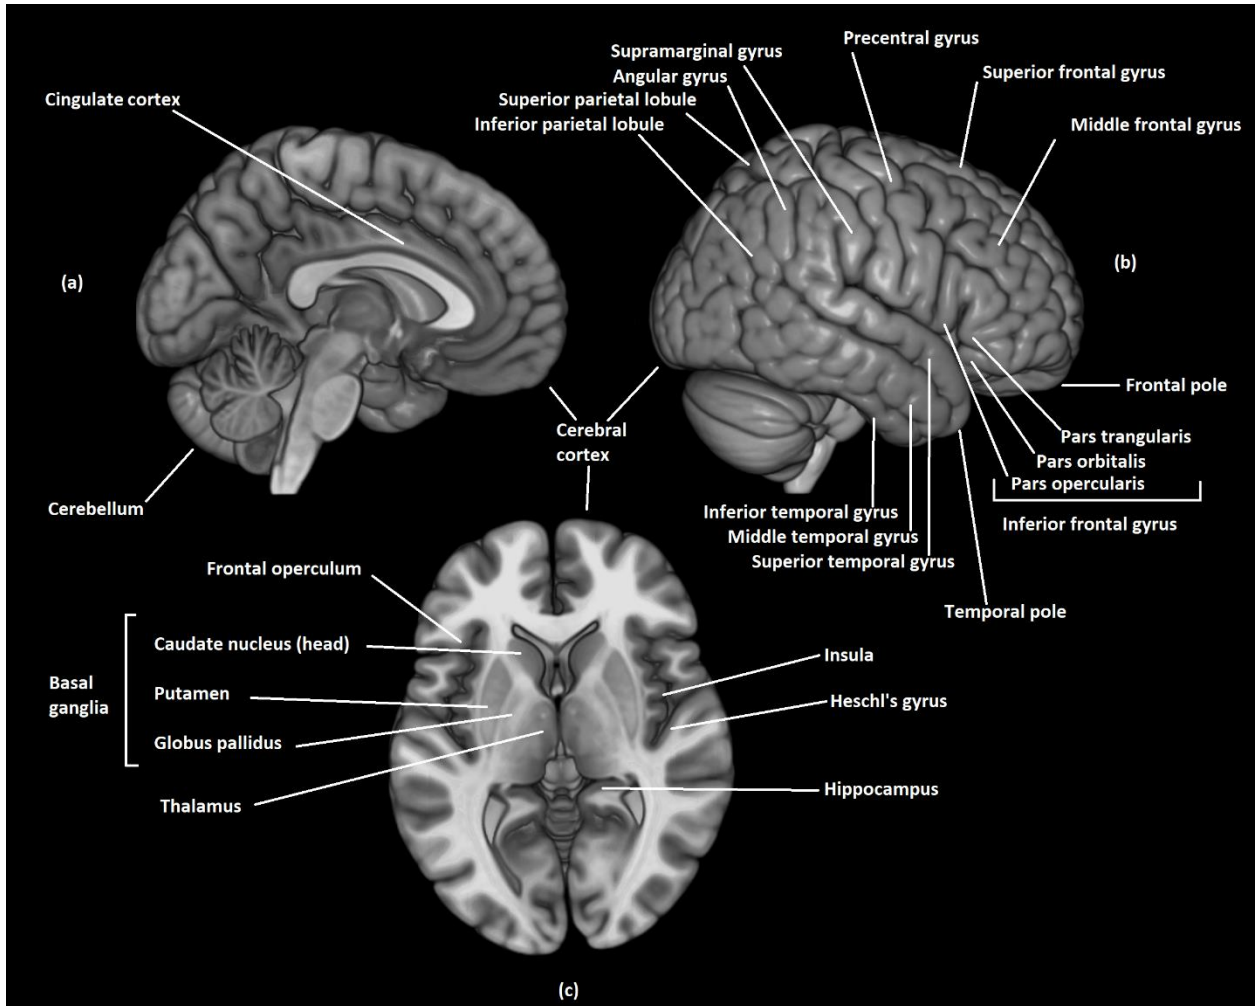 Cingulate cortex
(a)
Cerebellum
Supramarginal gyrus
Angular gyrus
Superior parietal lobule
Inferior parietal lobule
Precentral gyrus
Superior frontal gyrus
Middle frontal gyrus
(b)
Frontal pole
Cerebral
cortex
Pars trangularis
Pars orbitalis
Pars opercularis
Inferior frontal gyrus
Inferior temporal gyrus
Middle temporal gyrus
Superior temporal gyrus
Temporal pole
Frontal operculum
Caudate nucleus (head)
Basal
ganglia
Putamen
Globus pallidus
Thalamus
Insula
Heschl's gyrus
Hippocampus
(c)